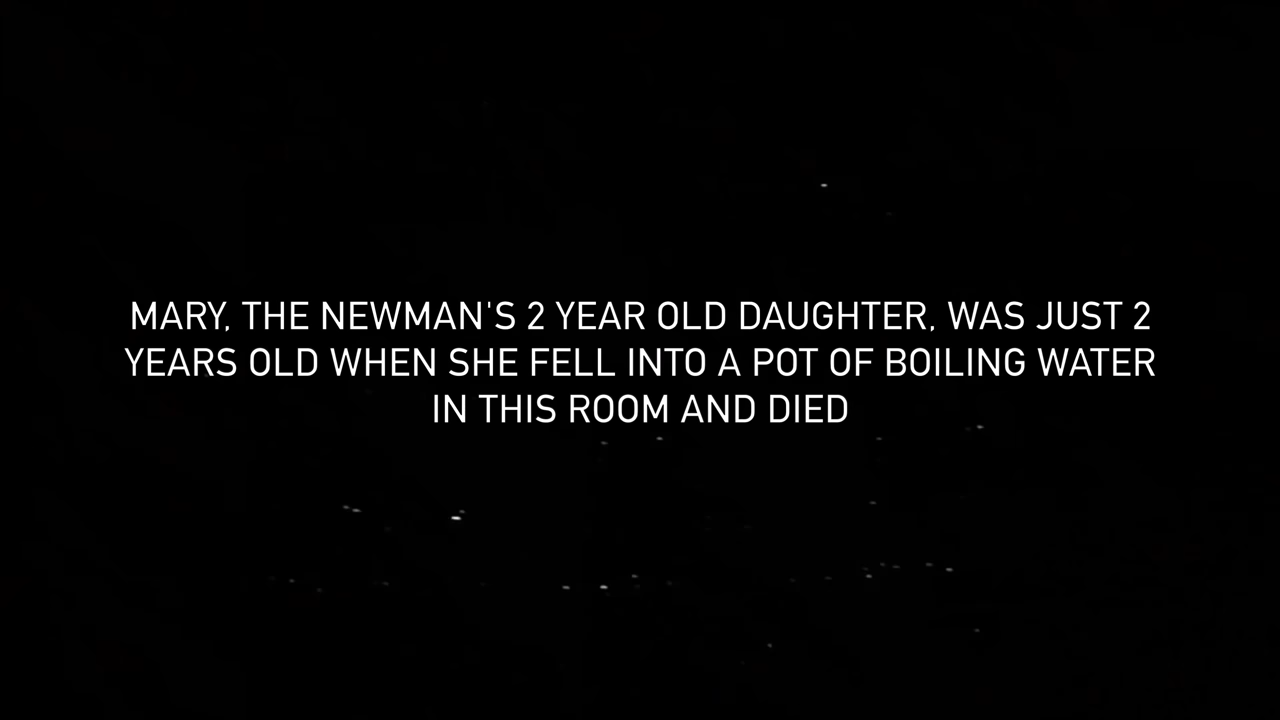 MARY, THE NEWMAN'S 2 YEAR OLD DAUGHTER, WAS JUST 2
YEARS OLD WHEN SHE FELL INTO A POT OF BOILING WATER
IN THIS ROOM AND DIED